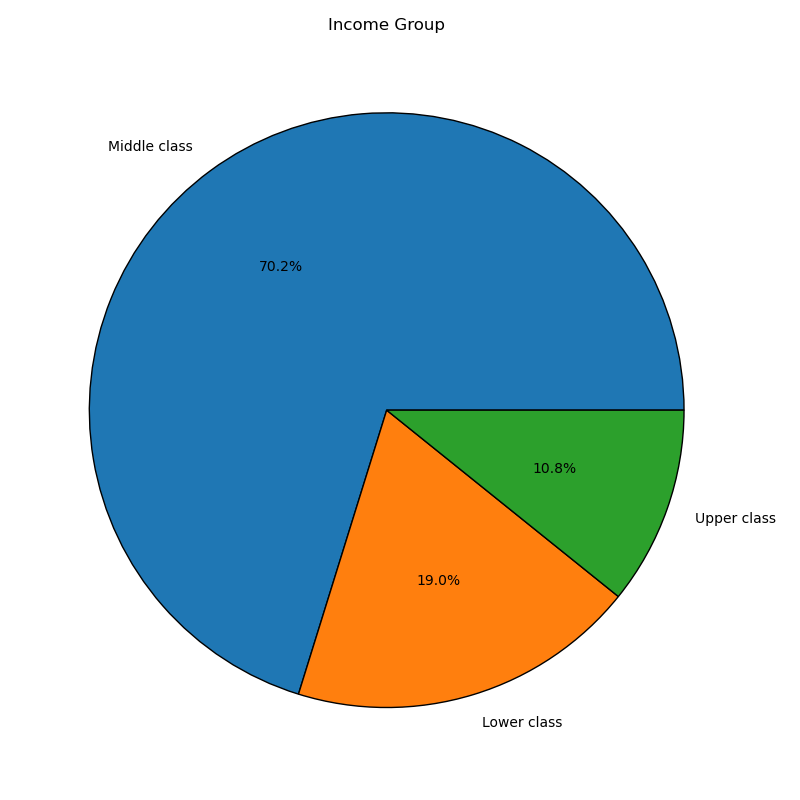 Income Group
Middle class
70.2%
10.8%
Upper class
19.0%
Lower class